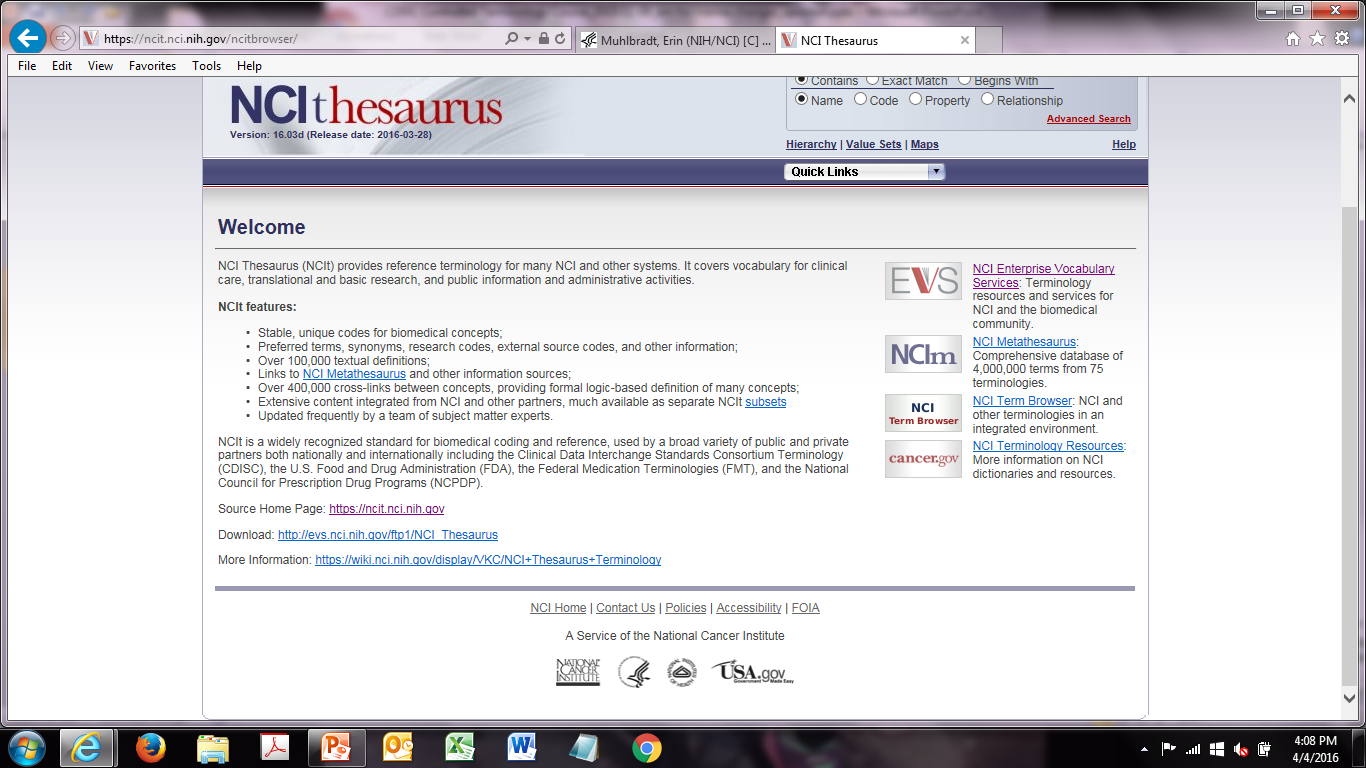 https://ncit.nci.nih.gov/ncitbrowser/
Muhlbradt, Erin (NIH/NCI) [C] ...
NCI Thesaurus
File Edit View Favorites Tools Help
Contains Exact Match Begins With
Name Code Property Relationship
Advanced Search
NCIthesaurus
Version: 16.03d (Release date: 2016-03-28)
Hierarchy | Value Sets | Maps
Help
Quick Links
Welcome
NCI Thesaurus (NCIt) provides reference terminology for many NCI and other systems. It covers vocabulary for clinical
care, translational and basic research, and public information and administrative activities.
NCIt features:
• Stable, unique codes for biomedical concepts;
• Preferred terms, synonyms, research codes, external source codes, and other information;
• Over 100,000 textual definitions;
• Links to NCI Metathesaurus and other information sources;
• Over 400,000 cross-links between concepts, providing formal logic-based definition of many concepts;
• Extensive content integrated from NCI and other partners, much available as separate NCIt subsets
• Updated frequently by a team of subject matter experts.
NCIt is a widely recognized standard for biomedical coding and reference, used by a broad variety of public and private
partners both nationally and internationally including the Clinical Data Interchange Standards Consortium Terminology
(CDISC), the U.S. Food and Drug Administration (FDA), the Federal Medication Terminologies (FMT), and the National
Council for Prescription Drug Programs (NCPDP).
Source Home Page: https://ncit.nci.nih.gov
Download: http://evs.nci.nih.gov/ftp1/NCI_Thesaurus
More Information: https://wiki.nci.nih.gov/display/VKC/NCI+Thesaurus+Terminology
EVS
NCI Enterprise Vocabulary
Services: Terminology
resources and services for
NCI and the biomedical
community.
NCIm
NCI Metathesaurus:
Comprehensive database of
4,000,000 terms from 75
terminologies.
NCI
Term Browser
NCI Term Browser: NCI and
other terminologies in an
integrated environment.
cancer.gov
NCI Terminology Resources:
More information on NCI
dictionaries and resources.
NCI Home | Contact Us | Policies | Accessibility | FOIA
A Service of the National Cancer Institute
NATIONAL
CANCER
INSTITUTE
USA.gov
Government Made Easy
4:08 PM
4/4/2016